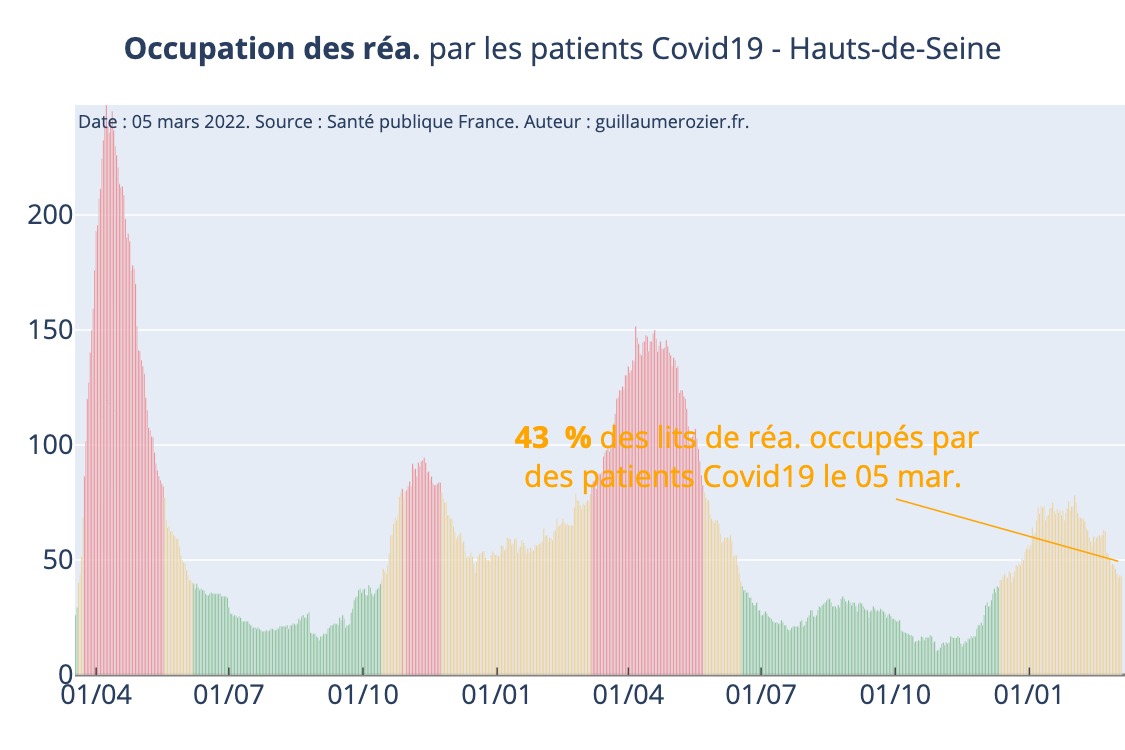 Occupation des réa. par les patients Covid19 - Hauts-de-Seine
Date : 05 mars 2022. Source : Santé publique France. Auteur : guillaumerozier.fr.
200
150
100
50
0
43 % des lits de réa. occupés par
des patients Covid19 le 05 mar.
01/04 01/07 01/10 01/01 01/04 01/07 01/10 01/01